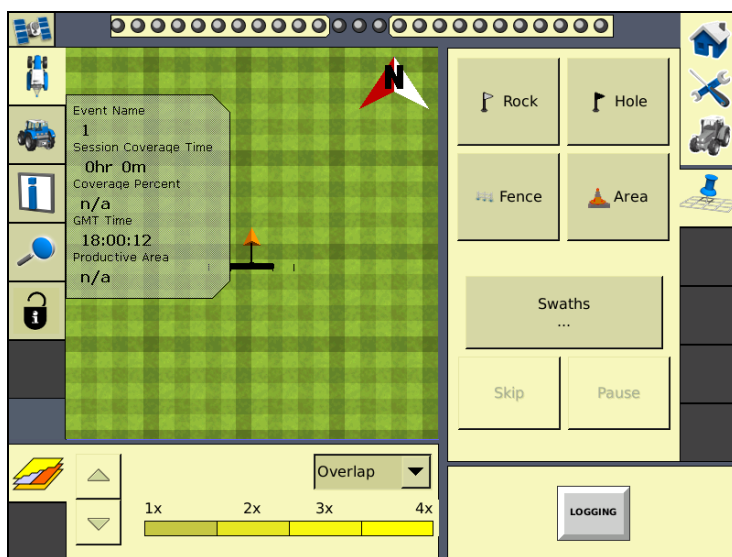 N
Event Name
1
Session Coverage Time
0hr 0m
Coverage Percent
n/a
GMT Time
18:00:12
Productive Area
n/a
Rock
Hole
Fence
Area
Swaths
...
Skip
Pause
Overlap
1x 2x 3x 4x
LOGGING